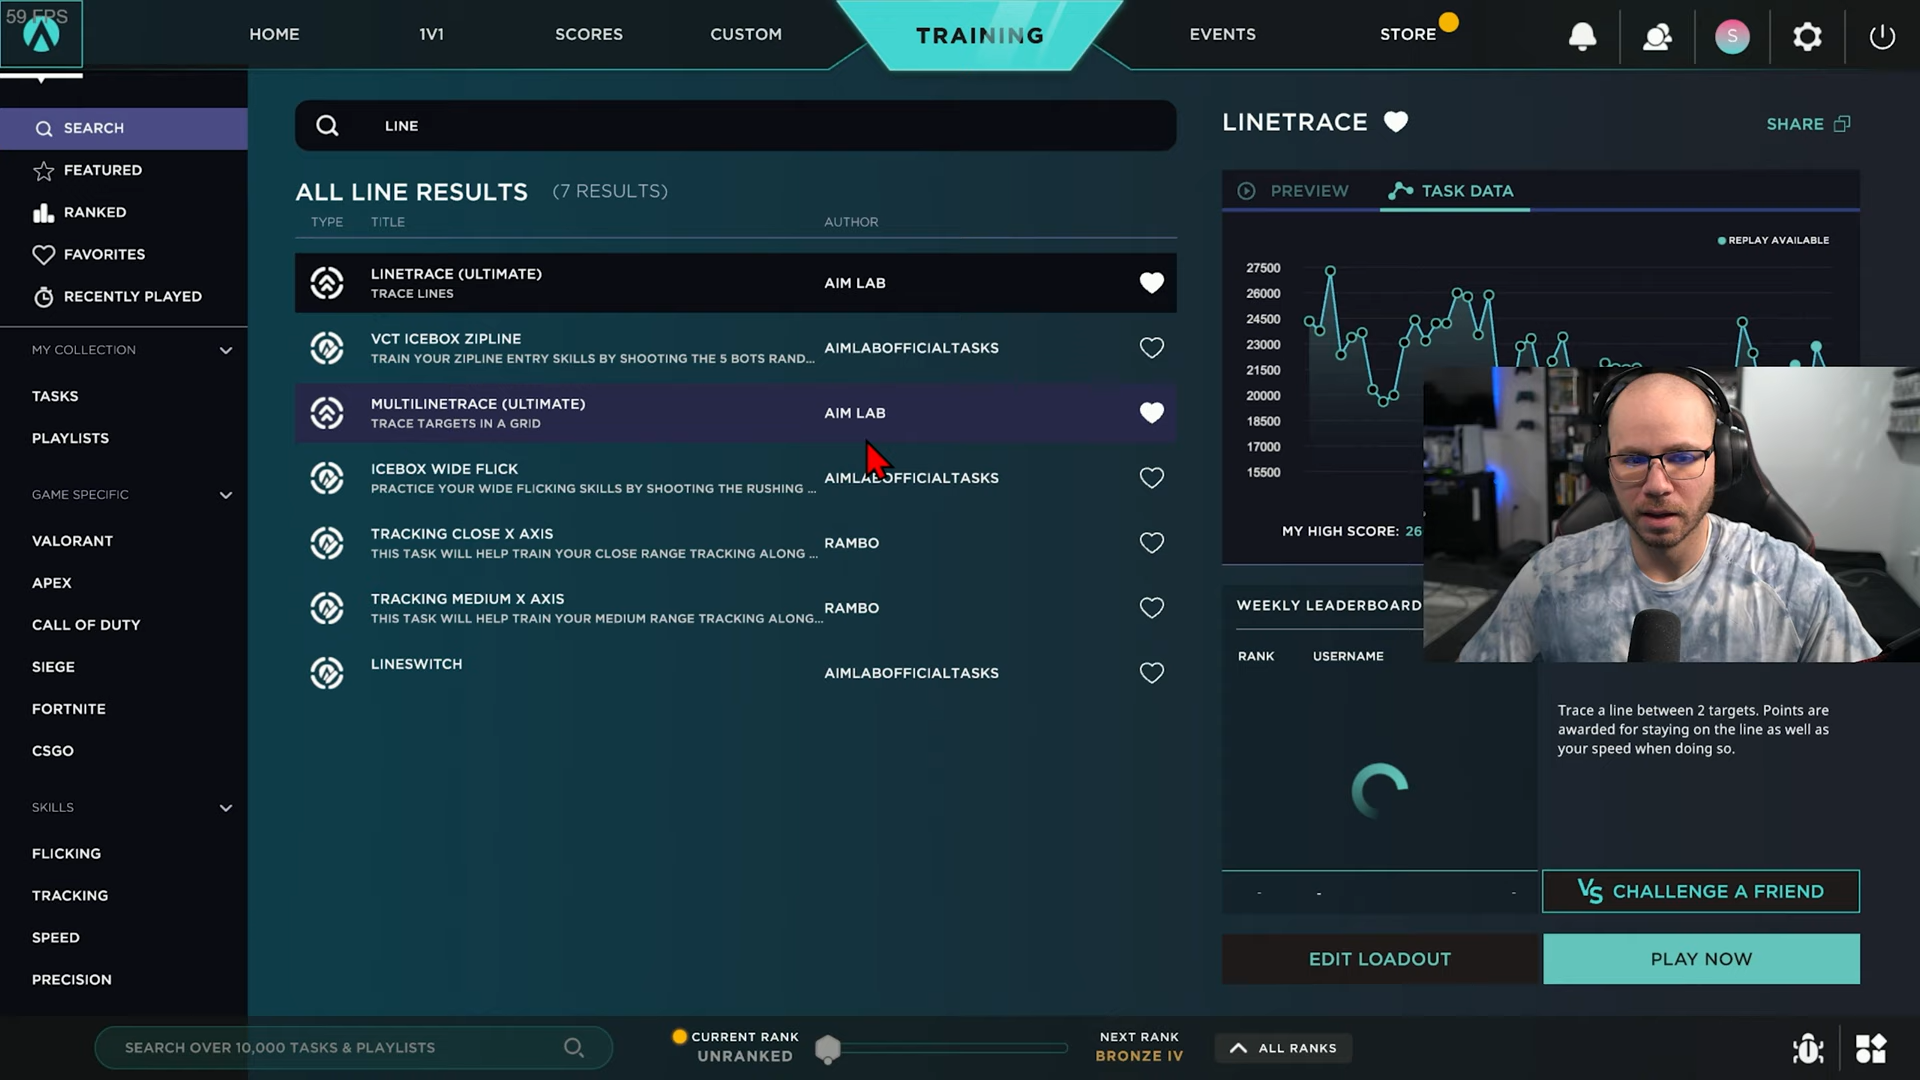 59 FPS
HOME
1V1
SCORES
CUSTOM
TRAINING
EVENTS
STORE
S
SEARCH
FEATURED
RANKED
FAVORITES
RECENTLY PLAYED
MY COLLECTION
TASKS
PLAYLISTS
GAME SPECIFIC
VALORANT
APEX
CALL OF DUTY
SIEGE
FORTNITE
CSGO
SKILLS
FLICKING
TRACKING
SPEED
PRECISION
LINE
ALL LINE RESULTS (7 RESULTS)
TYPE TITLE AUTHOR
LINETRACE (ULTIMATE)
TRACE LINES
AIM LAB
VCT ICEBOX ZIPLINE
TRAIN YOUR ZIPLINE ENTRY SKILLS BY SHOOTING THE 5 BOTS RAND...
AIMLABOFFICIALTASKS
MULTILINETRACE (ULTIMATE)
TRACE TARGETS IN A GRID
AIM LAB
ICEBOX WIDE FLICK
PRACTICE YOUR WIDE FLICKING SKILLS BY SHOOTING THE RUSHING ...
AIMLABOFFICIALTASKS
TRACKING CLOSE X AXIS
THIS TASK WILL HELP TRAIN YOUR CLOSE RANGE TRACKING ALONG ...
RAMBO
TRACKING MEDIUM X AXIS
THIS TASK WILL HELP TRAIN YOUR MEDIUM RANGE TRACKING ALONG...
RAMBO
LINESWITCH
AIMLABOFFICIALTASKS
LINETRACE
SHARE
PREVIEW
TASK DATA
REPLAY AVAILABLE
27500
26000
24500
23000
21500
20000
18500
17000
15500
MY HIGH SCORE: 26
WEEKLY LEADERBOARD
RANK USERNAME
Trace a line between 2 targets. Points are
awarded for staying on the line as well as
your speed when doing so.
- - -
VS CHALLENGE A FRIEND
EDIT LOADOUT
PLAY NOW
SEARCH OVER 10,000 TASKS & PLAYLISTS
CURRENT RANK
UNRANKED
NEXT RANK
BRONZE IV
ALL RANKS